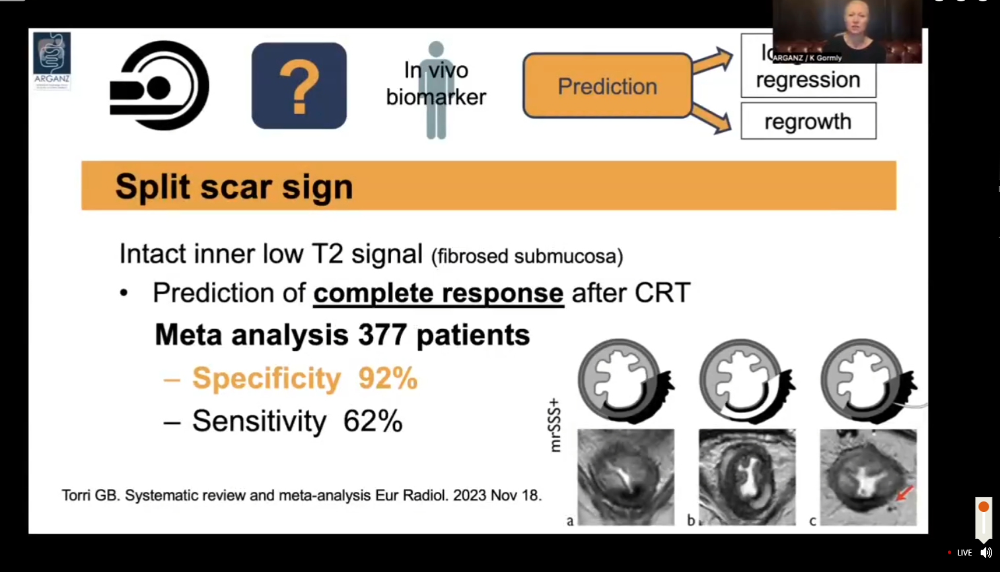 ARGANZ
?
In vivo
biomarker
Prediction
ARGANZ / K Gormly
regression
regrowth
Split scar sign
Intact inner low T2 signal (fibrosed submucosa)
• Prediction of complete response after CRT
Meta analysis 377 patients
– Specificity 92%
– Sensitivity 62%
mrSSS+
Torri GB. Systematic review and meta-analysis Eur Radiol. 2023 Nov 18.
a
b
c
LIVE